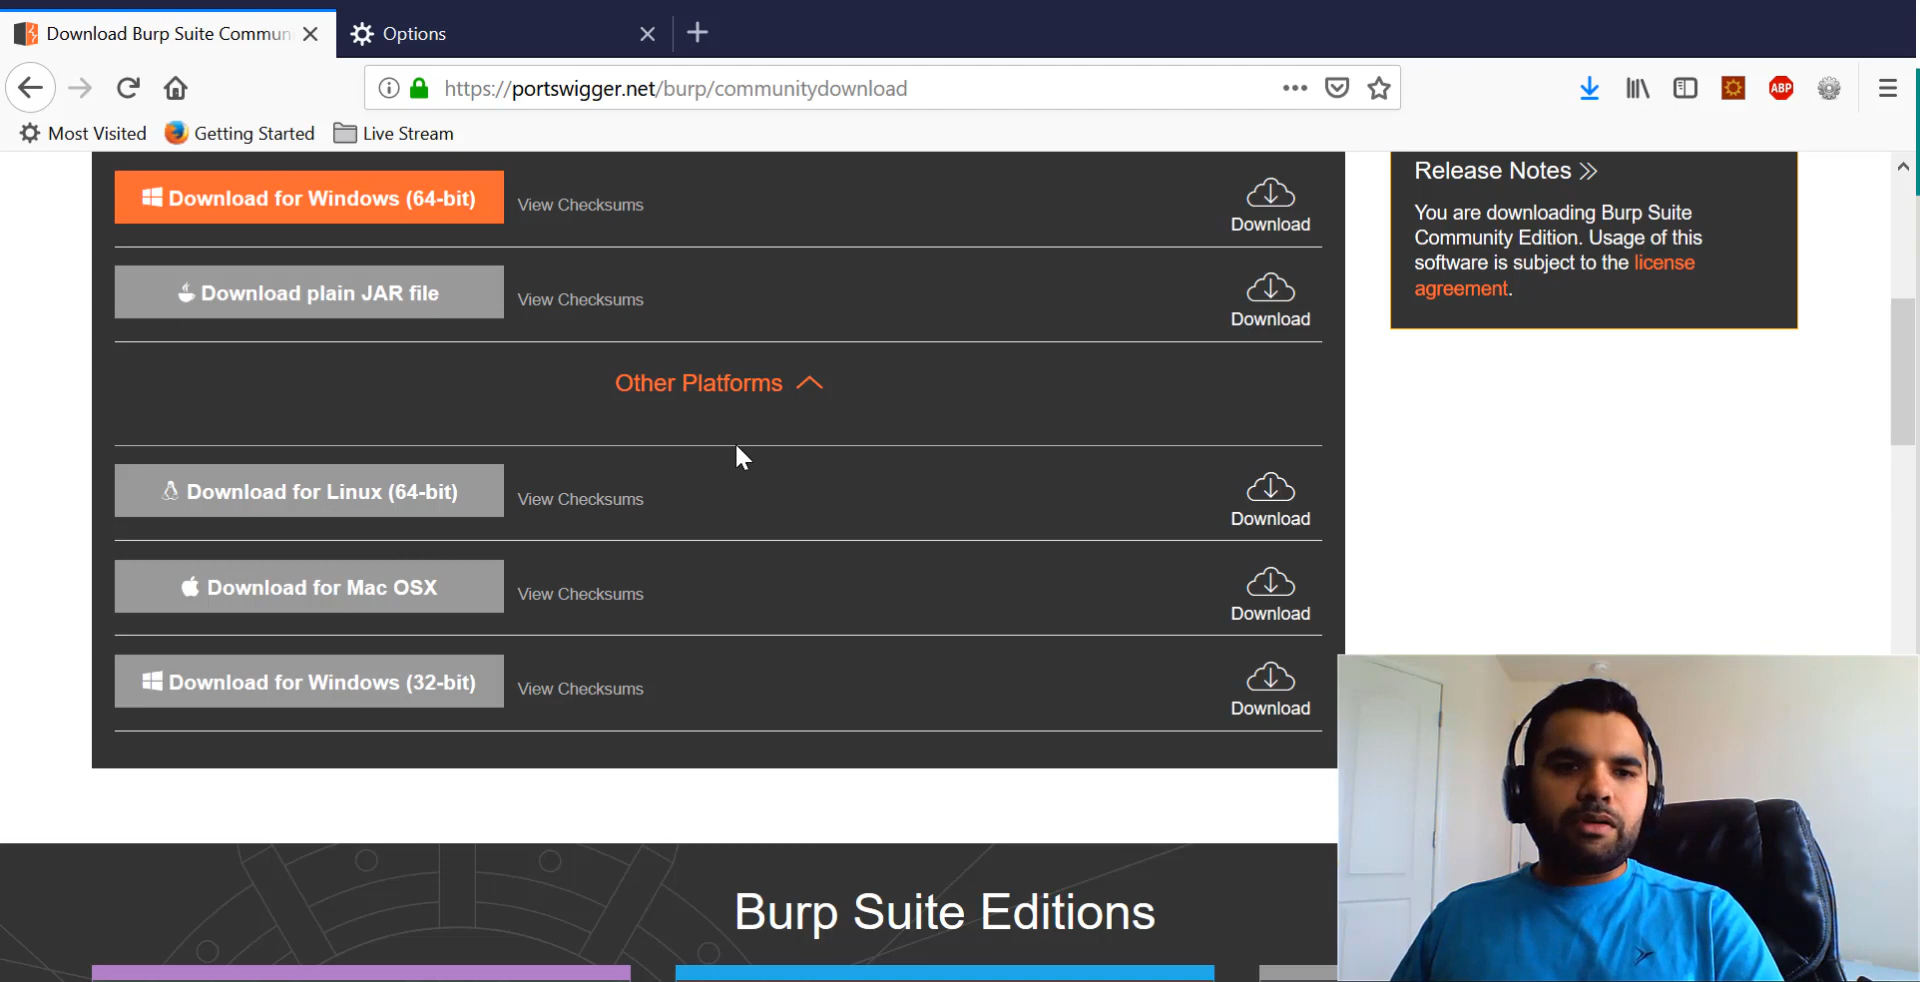 Download Burp Suite Commun
Options
https://portswigger.net/burp/communitydownload
ABP
Most Visited
Getting Started
Live Stream
Download for Windows (64-bit)
View Checksums
Download
Download plain JAR file
View Checksums
Download
Other Platforms
Download for Linux (64-bit)
View Checksums
Download
Download for Mac OSX
View Checksums
Download
Download for Windows (32-bit)
View Checksums
Download
Release Notes
You are downloading Burp Suite
Community Edition. Usage of this
software is subject to the license
agreement.
Burp Suite Editions